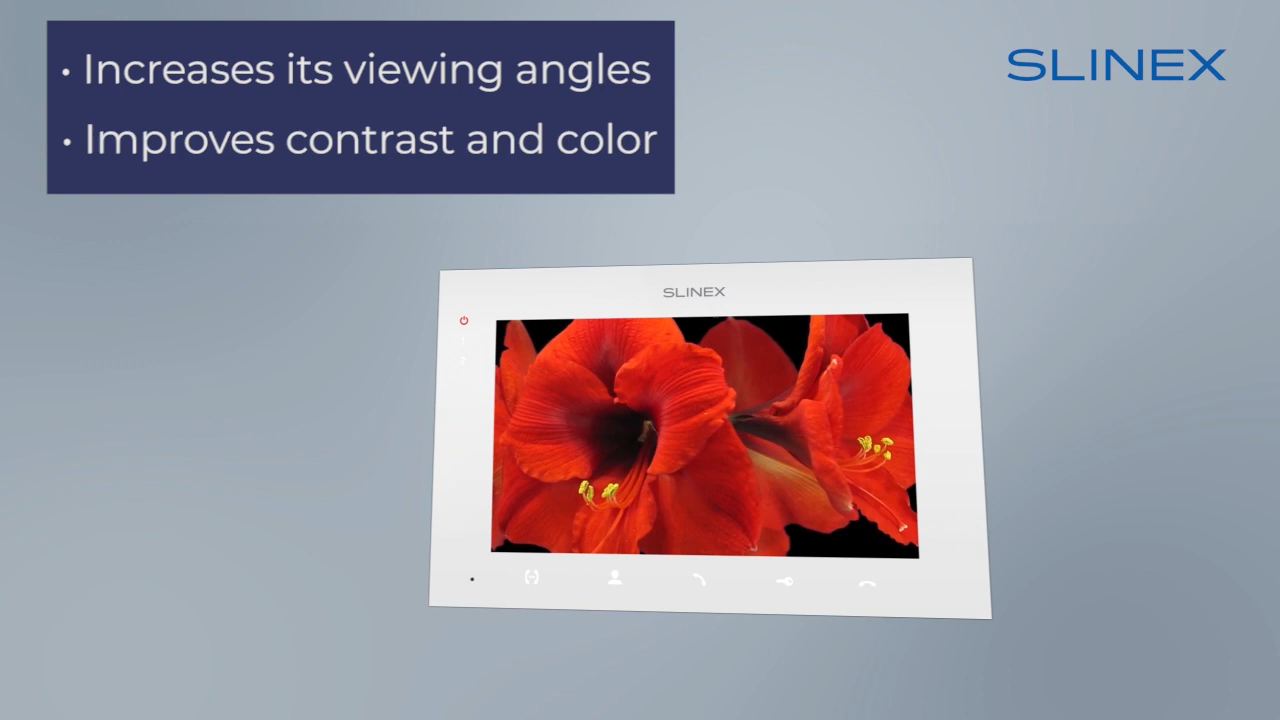 • Increases its viewing angles
• Improves contrast and color
SLINEX
SLINEX